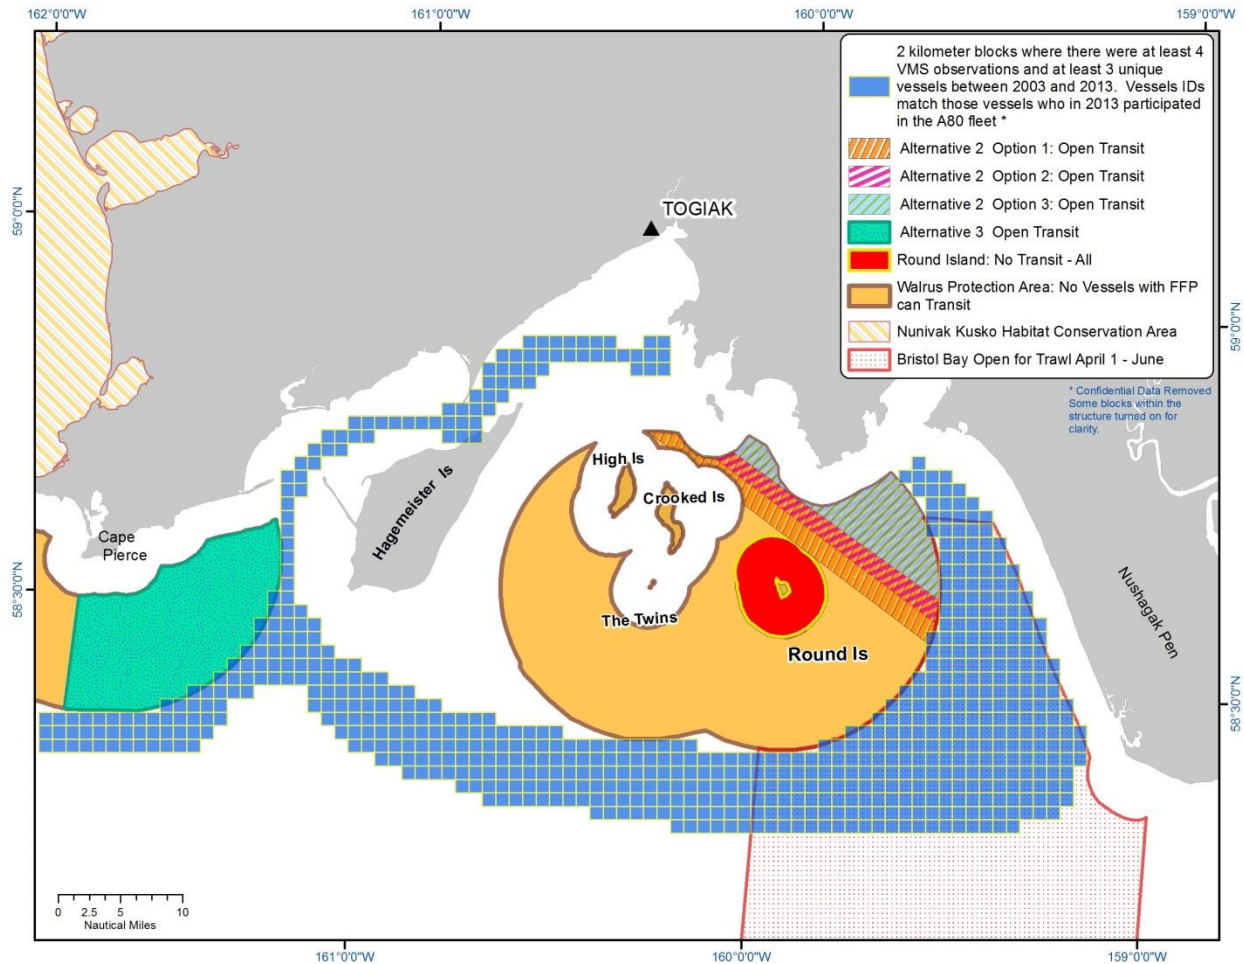 162°0'0"W
161°0'0"W
160°0'0"W
159°0'0"W
2 kilometer blocks where there were at least 4
VMS observations and at least 3 unique
vessels between 2003 and 2013. Vessels IDs
match those vessels who in 2013 participated
in the A80 fleet *
Alternative 2 Option 1: Open Transit
Alternative 2 Option 2: Open Transit
Alternative 2 Option 3: Open Transit
Alternative 3 Open Transit
Round Island: No Transit - All
Walrus Protection Area: No Vessels with FFP
can Transit
Nunivak Kusko Habitat Conservation Area
Bristol Bay Open for Trawl April 1 - June
* Confidential Data Removed
Some blocks within the
structure turned on for
clarity.
59°0'0"N
59°0'0"N
TOGIAK
High Is
Crooked Is
Hagemeister Is
Cape
Pierce
The Twins
Round Is
Nushagak Pen
58°30'0"N
58°30'0"N
0 2.5 5 10
Nautical Miles
161°0'0"W
160°0'0"W
159°0'0"W